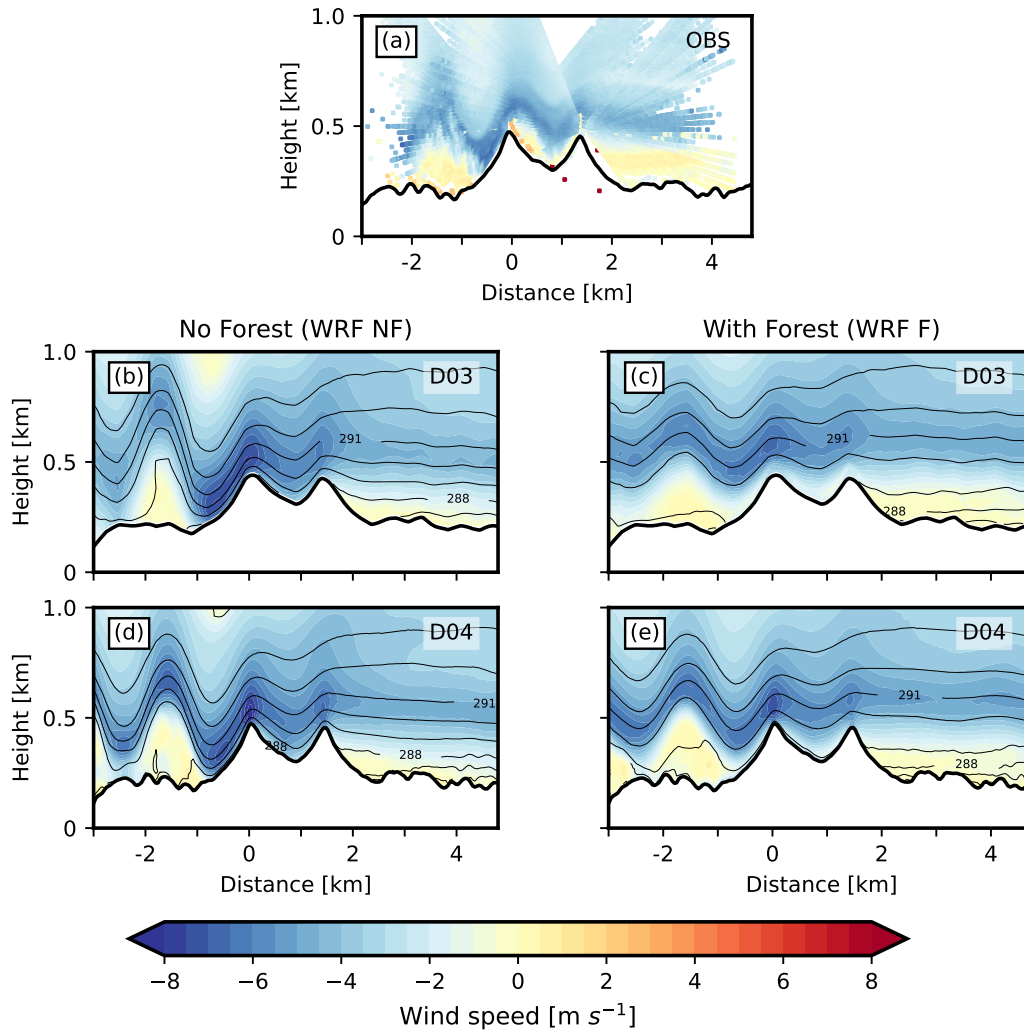 1.0
(a)
OBS
Height [km]
0.5
0
-2
0
2
4
Distance [km]
No Forest (WRF NF)
With Forest (WRF F)
1.0
(b)
D03
(c)
D03
Height [km]
0.5
291
291
288
288
0
1.0
(d)
D04
(e)
D04
Height [km]
0.5
291
291
288
288
288
0
-2
0
2
4
-2
0
2
4
Distance [km]
Distance [km]
−8
−6
−4
−2
0
2
4
6
8
Wind speed [m s⁻¹]